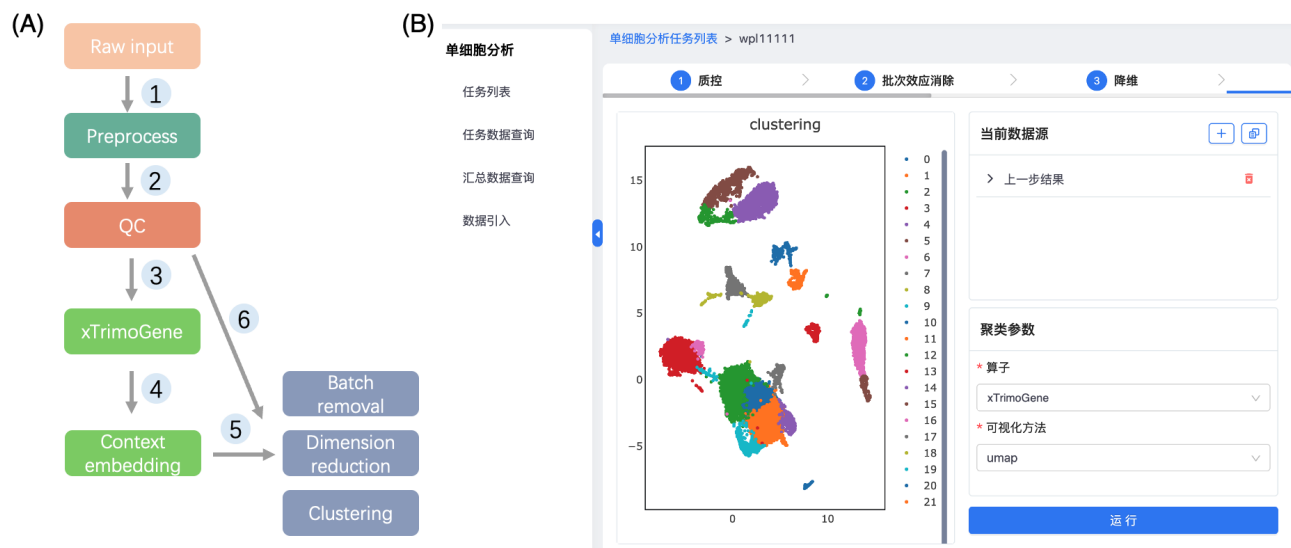 (A)
Raw input
1
Preprocess
2
QC
3
xTrimoGene
6
4
Batch
removal
Context
embedding
5
Dimension
reduction
Clustering
(B)
单细胞分析
任务列表
任务数据查询
汇总数据查询
数据引入
单细胞分析任务列表 > wpl11111
1 质控
2 批次效应消除
3 降维
clustering
15
10
5
0
−5
0
10
0
1
2
3
4
5
6
7
8
9
10
11
12
13
14
15
16
17
18
19
20
21
当前数据源
+
上一步结果
聚类参数
* 算子
xTrimoGene
* 可视化方法
umap
运 行